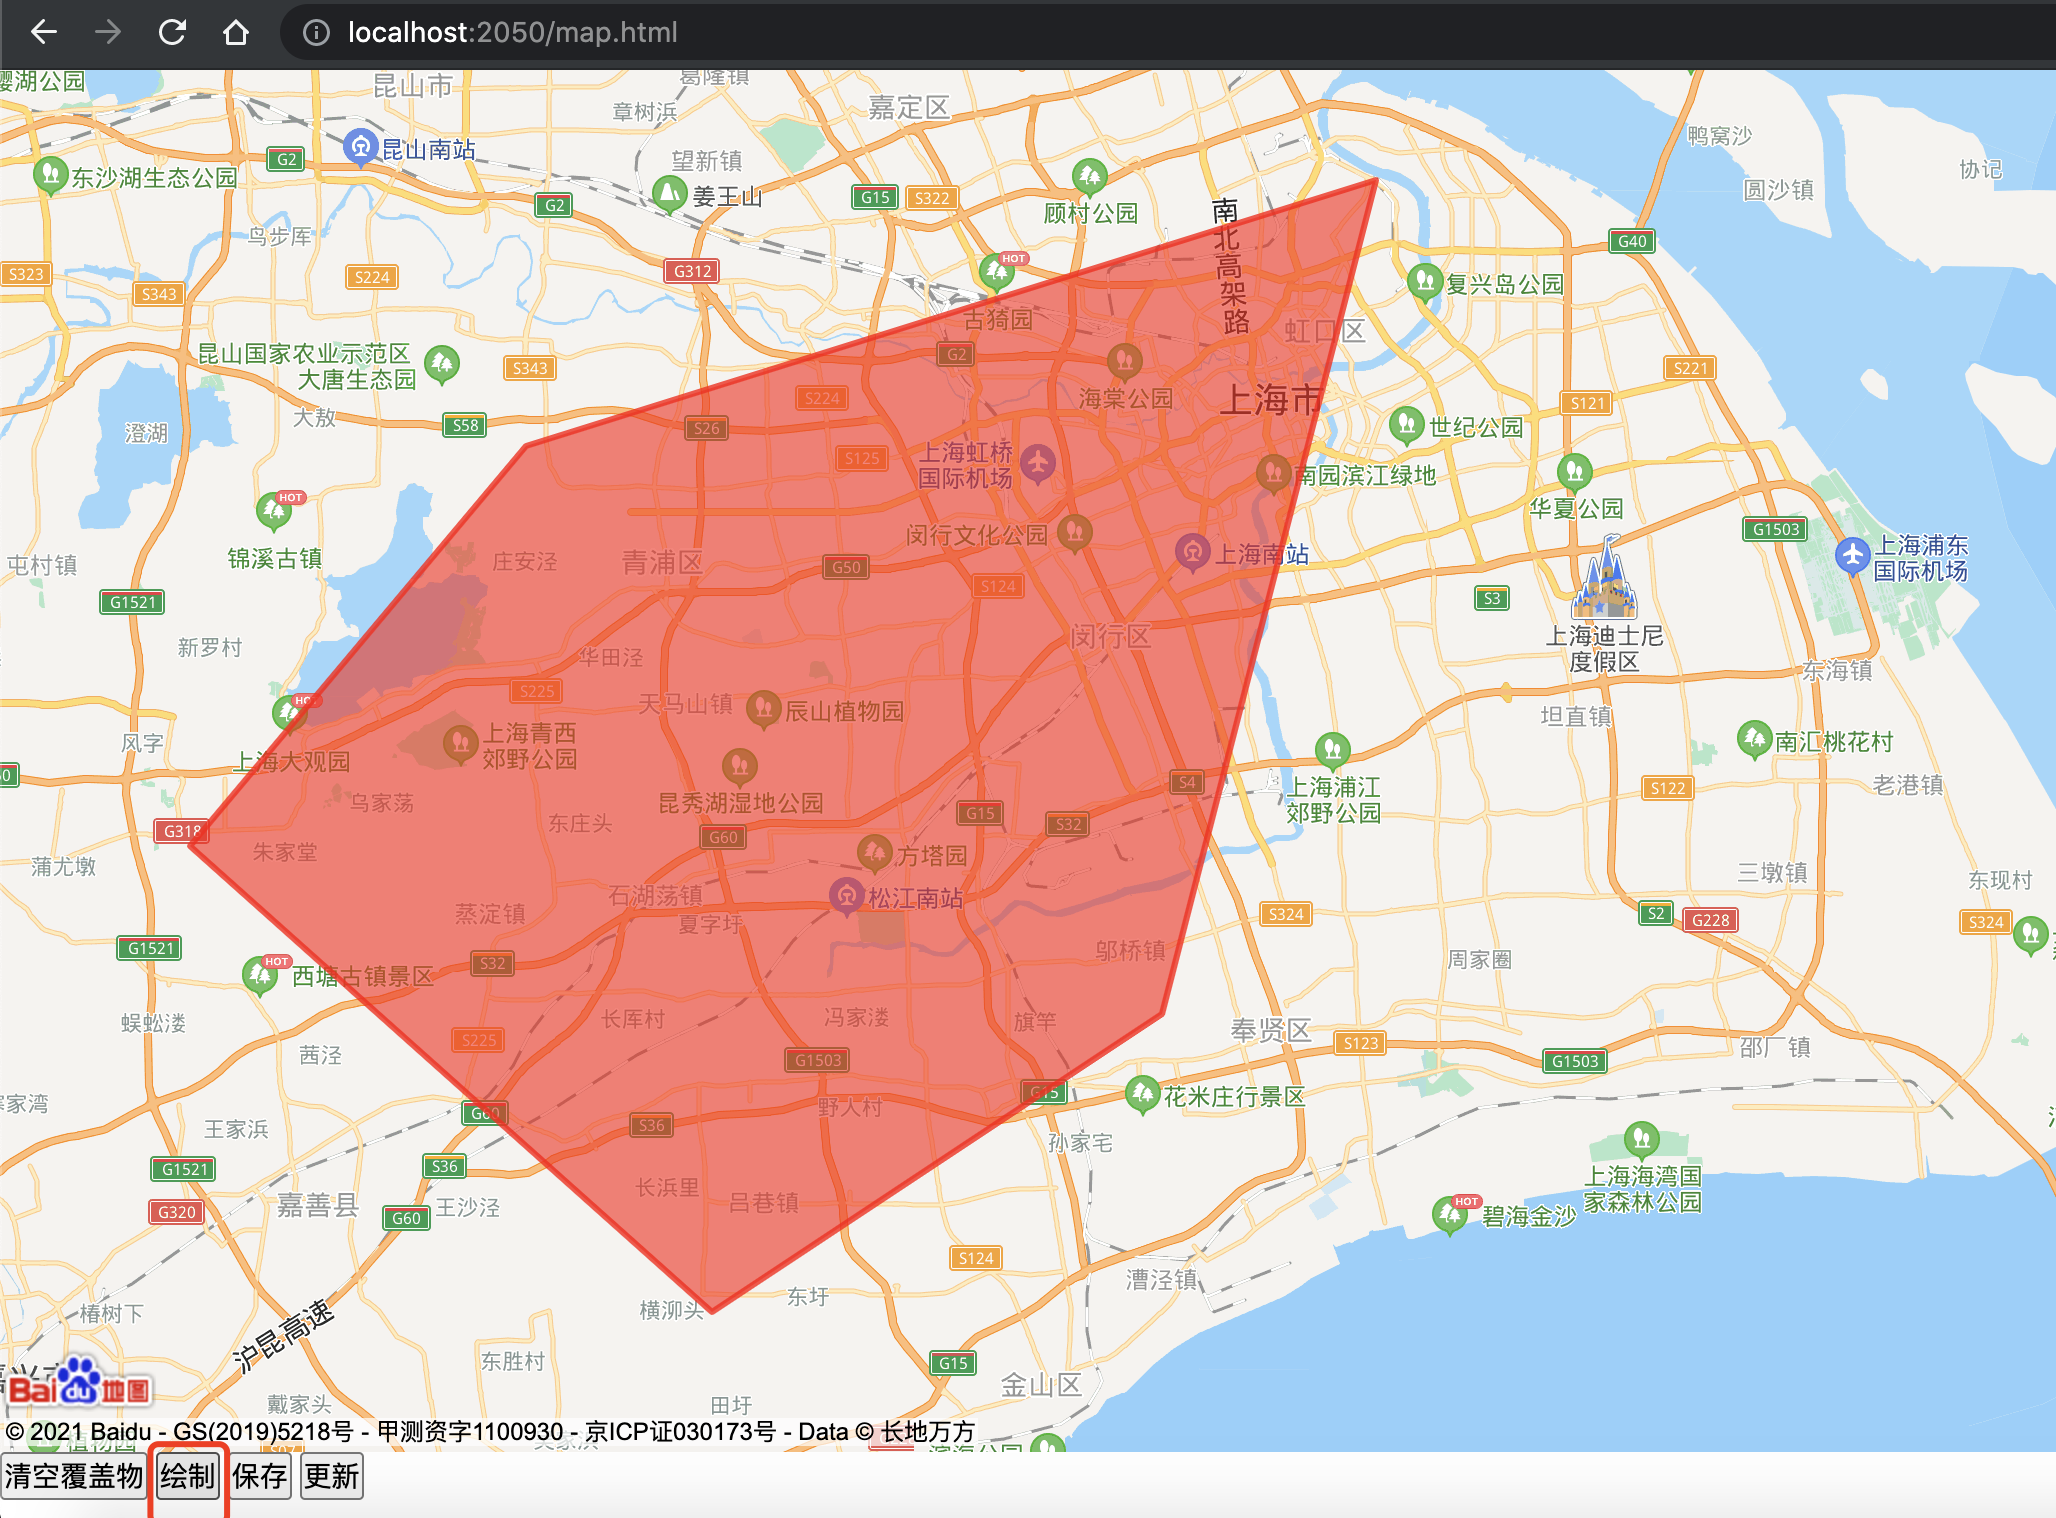 localhost:2050/map.html
樱湖公园
昆山市
葛隆镇
章树浜
嘉定区
鸭窝沙
协记
圆沙镇
昆山南站
G2
望新镇
东沙湖生态公园
姜王山
G15
S322
顾村公园
G2
南北高架路
鸟步厍
G40
S323
S343
S224
G312
HOT
复兴岛公园
古猗园
虹口区
昆山国家农业示范区
大唐生态园
S343
G2
海棠公园
S221
S224
上海市
S121
大敖
S58
S26
世纪公园
澄湖
S125
上海虹桥
国际机场
南园滨江绿地
华夏公园
HOT
锦溪古镇
闵行文化公园
G1503
上海浦东
国际机场
屯村镇
庄安泾
青浦区
G50
上海南站
S124
G1521
S3
新罗村
华田泾
闵行区
上海迪士尼
度假区
东海镇
S225
天马山镇
辰山植物园
HOT
坦直镇
风字
上海大观园
上海青西
郊野公园
南汇桃花村
上海浦江
郊野公园
S4
S122
老港镇
乌家荡
昆秀湖湿地公园
东庄头
G15
S32
G318
G60
朱家堂
方塔园
蒲尤墩
三墩镇
东现村
石湖荡镇
松江南站
蒸淀镇
夏字圩
S324
S2
G228
S324
G1521
邬桥镇
周家圈
S32
HOT
西塘古镇景区
蜈蚣溇
长厍村
冯家溇
旗竿
奉贤区
S123
茜泾
S225
G1503
G1503
邵厂镇
G15
花米庄行景区
G60
野人村
王家浜
S36
孙家宅
G1521
S36
长浜里
吕巷镇
上海海湾国
家森林公园
G320
嘉善县
G60
王沙泾
HOT
碧海金沙
S124
漕泾镇
椿树下
横泖头
东圩
沪昆高速
东胜村
G15
金山区
Bai du 地图
戴家头
田圩
© 2021 Baidu - GS(2019)5218号 - 甲测资字1100930 - 京ICP证030173号 - Data © 长地万方
清空覆盖物 绘制 保存 更新